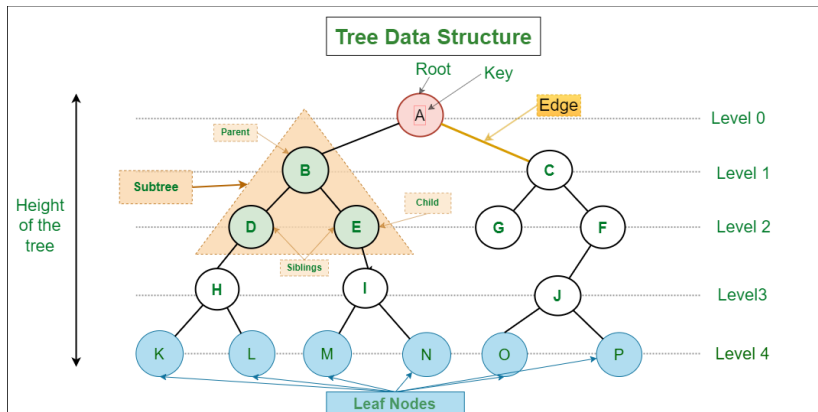 Tree Data Structure
Root
Key
A
Edge
Level 0
Parent
B
C
Level 1
Subtree
Child
Height
of the
tree
D
E
G
F
Level 2
Siblings
H
I
J
Level3
K
L
M
N
O
P
Level 4
Leaf Nodes